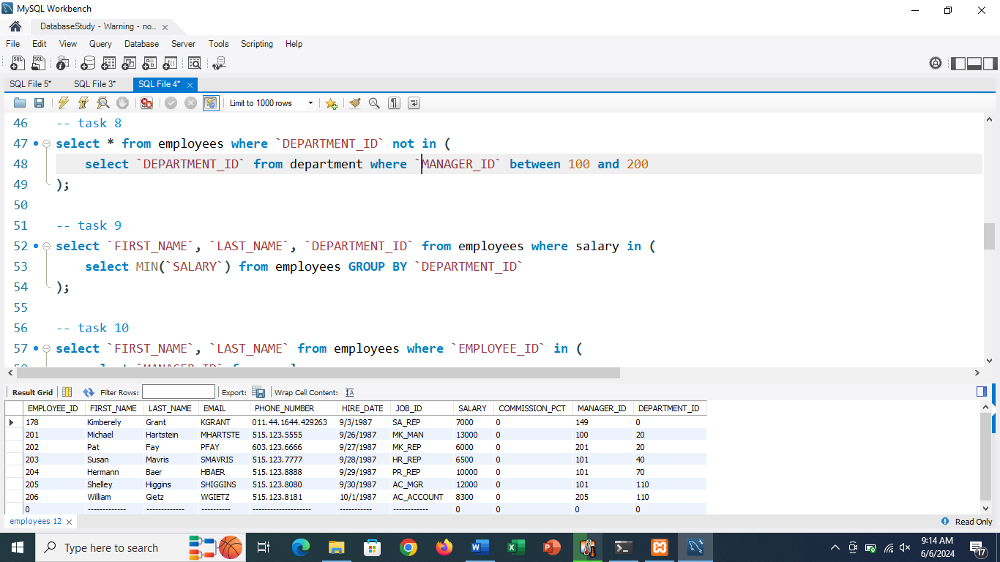 MySQL Workbench
DatabaseStudy - Warning - no...
File Edit View Query Database Server Tools Scripting Help
SQL File 5* SQL File 3* SQL File 4*
Limit to 1000 rows
46 -- task 8
47 select * from employees where `DEPARTMENT_ID` not in (
48 select `DEPARTMENT_ID` from department where `MANAGER_ID` between 100 and 200
49 );
50
51 -- task 9
52 select `FIRST_NAME`, `LAST_NAME`, `DEPARTMENT_ID` from employees where salary in (
53 select MIN(`SALARY`) from employees GROUP BY `DEPARTMENT_ID`
54 );
55
56 -- task 10
57 select `FIRST_NAME`, `LAST_NAME` from employees where `EMPLOYEE_ID` in (
Result Grid Filter Rows: Export: Wrap Cell Content:
EMPLOYEE_ID FIRST_NAME LAST_NAME EMAIL PHONE_NUMBER HIRE_DATE JOB_ID SALARY COMMISSION_PCT MANAGER_ID DEPARTMENT_ID
178 Kimberely Grant KGRANT 011.44.1644.429263 9/3/1987 SA_REP 7000 0 149 0
201 Michael Hartstein MHARTSTE 515.123.5555 9/26/1987 MK_MAN 13000 0 100 20
202 Pat Fay PFAY 603.123.6666 9/27/1987 MK_REP 6000 0 201 20
203 Susan Mavris SMAVRIS 515.123.7777 9/28/1987 HR_REP 6500 0 101 40
204 Hermann Baer HBAER 515.123.8888 9/29/1987 PR_REP 10000 0 101 70
205 Shelley Higgins SHIGGINS 515.123.8080 9/30/1987 AC_MGR 12000 0 101 110
206 William Gietz WGIETZ 515.123.8181 10/1/1987 AC_ACCOUNT 8300 0 205 110
0 ------------- ------------- ---------- -------------------- ----------- ------------ 0 0 0 0
employees 12 Read Only
Type here to search
9:14 AM
6/6/2024
17